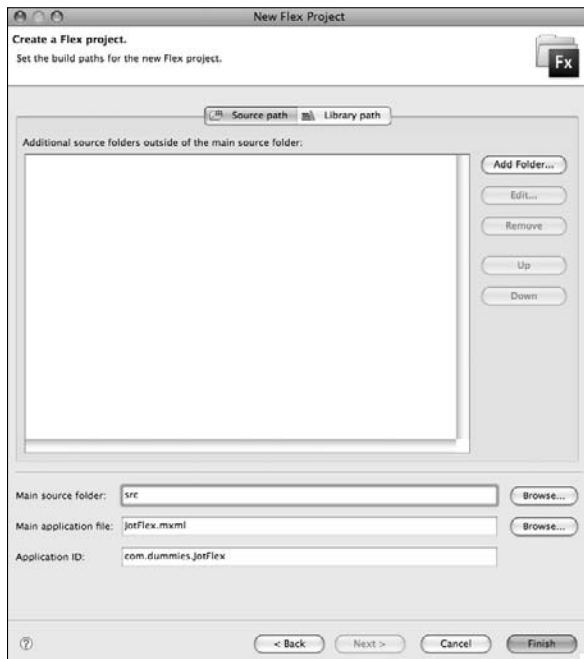 New Flex Project
Create a Flex project.
Set the build paths for the new Flex project.
Fx
Source path
Library path
Additional source folders outside of the main source folder:
Add Folder...
Edit...
Remove
Up
Down
Main source folder:
src
Browse...
Main application file:
JotFlex.mxml
Browse...
Application ID:
com.dummies.JotFlex
?
< Back
Next >
Cancel
Finish